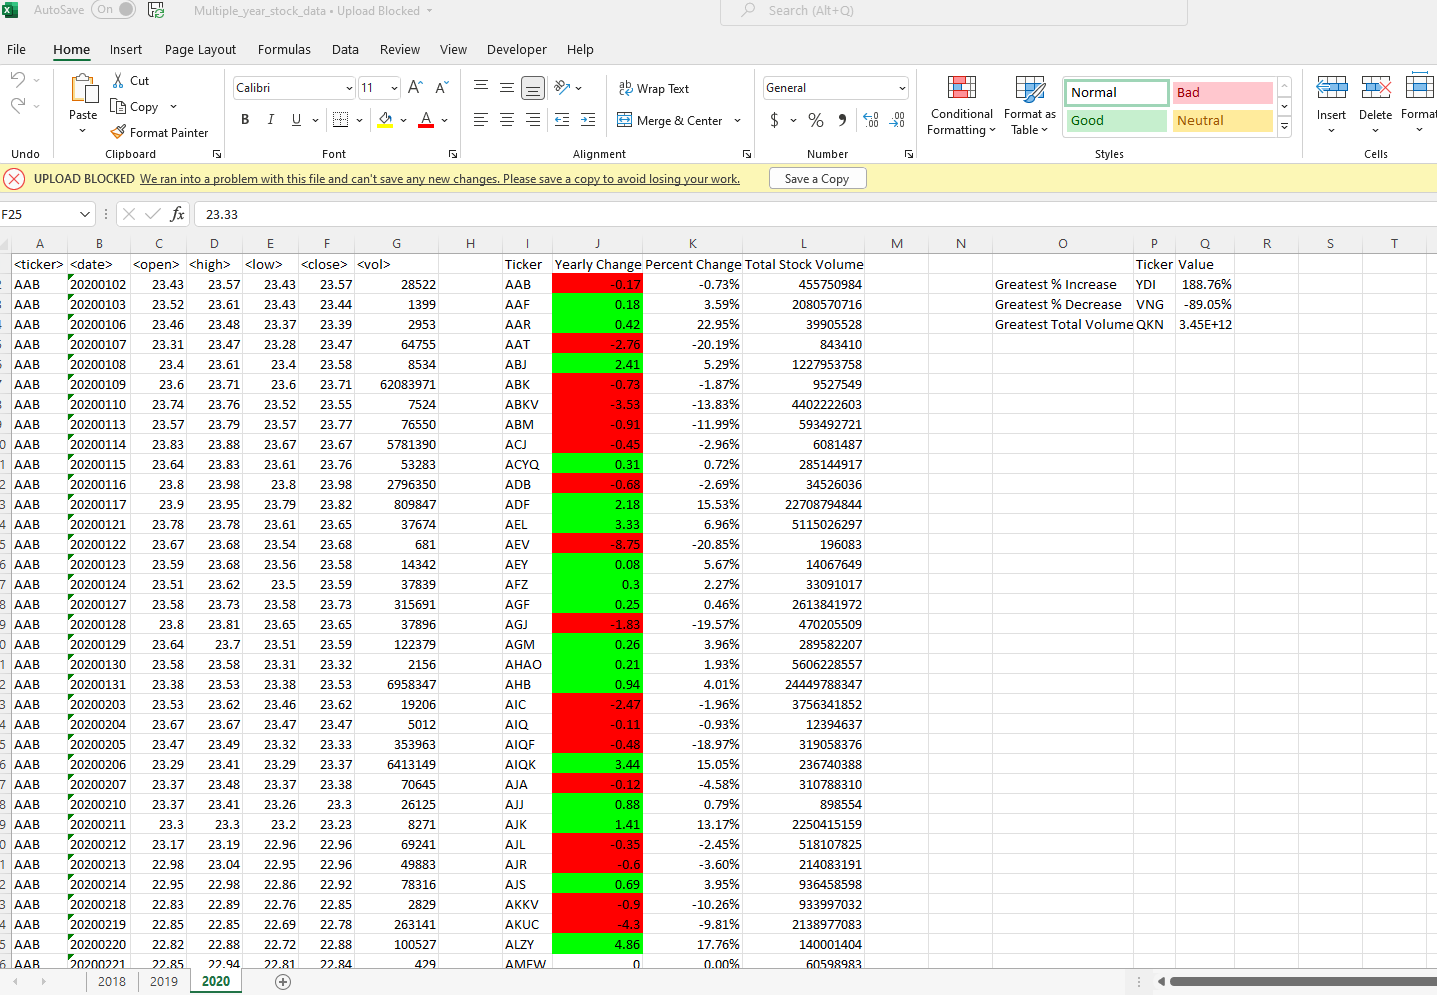 AutoSave On Multiple_year_stock_data • Upload Blocked Search (Alt+Q)
File Home Insert Page Layout Formulas Data Review View Developer Help
Cut Calibri 11 Wrap Text General Normal Bad
Paste Copy Conditional Formatting Format as Table Insert Delete Format
Format Painter B I U Merge & Center $ % Good Neutral
Undo Clipboard Font Alignment Number Styles Cells
UPLOAD BLOCKED We ran into a problem with this file and can't save any new changes. Please save a copy to avoid losing your work. Save a Copy
F25 fx 23.33
A B C D E F G H I J K L M N O P Q R S T
<ticker> <date> <open> <high> <low> <close> <vol> Ticker Yearly Change Percent Change Total Stock Volume Ticker Value
AAB 20200102 23.43 23.57 23.43 23.57 28522 AAB -0.17 -0.73% 455750984 Greatest % Increase YDI 188.76%
AAB 20200103 23.52 23.61 23.43 23.44 1399 AAF 0.18 3.59% 2080570716 Greatest % Decrease VNG -89.05%
AAB 20200106 23.46 23.48 23.37 23.39 2953 AAR 0.42 22.95% 39905528 Greatest Total Volume QKN 3.45E+12
AAB 20200107 23.31 23.47 23.28 23.47 64755 AAT -2.76 -20.19% 843410
AAB 20200108 23.4 23.61 23.4 23.58 8534 ABJ 2.41 5.29% 1227953758
AAB 20200109 23.6 23.71 23.6 23.71 62083971 ABK -0.73 -1.87% 9527549
AAB 20200110 23.74 23.76 23.52 23.55 7524 ABKV -3.53 -13.83% 4402222603
AAB 20200113 23.57 23.79 23.57 23.77 76550 ABM -0.91 -11.99% 593492721
AAB 20200114 23.83 23.88 23.67 23.67 5781390 ACJ -0.45 -2.96% 6081487
AAB 20200115 23.64 23.83 23.61 23.76 53283 ACYQ 0.31 0.72% 285144917
AAB 20200116 23.8 23.98 23.8 23.98 2796350 ADB -0.68 -2.69% 34526036
AAB 20200117 23.9 23.95 23.79 23.82 809847 ADF 2.18 15.53% 22708794844
AAB 20200121 23.78 23.78 23.61 23.65 37674 AEL 3.33 6.96% 5115026297
AAB 20200122 23.67 23.68 23.54 23.68 681 AEV -8.75 -20.85% 196083
AAB 20200123 23.59 23.68 23.56 23.58 14342 AEY 0.08 5.67% 14067649
AAB 20200124 23.51 23.62 23.5 23.59 37839 AFZ 0.3 2.27% 33091017
AAB 20200127 23.58 23.73 23.58 23.73 315691 AGF 0.25 0.46% 2613841972
AAB 20200128 23.8 23.81 23.65 23.65 37896 AGJ -1.83 -19.57% 470205509
AAB 20200129 23.64 23.7 23.51 23.59 122379 AGM 0.26 3.96% 289582207
AAB 20200130 23.58 23.58 23.31 23.32 2156 AHAO 0.21 1.93% 5606228557
AAB 20200131 23.38 23.53 23.38 23.53 6958347 AHB 0.94 4.01% 24449788347
AAB 20200203 23.53 23.62 23.46 23.62 19206 AIC -2.47 -1.96% 3756341852
AAB 20200204 23.67 23.67 23.47 23.47 5012 AIQ -0.11 -0.93% 12394637
AAB 20200205 23.47 23.49 23.32 23.33 353963 AIQF -0.48 -18.97% 319058376
AAB 20200206 23.29 23.41 23.29 23.37 6413149 AIQK 3.44 15.05% 236740388
AAB 20200207 23.37 23.48 23.37 23.38 70645 AJA -0.12 -4.58% 310788310
AAB 20200210 23.37 23.41 23.26 23.3 26125 AJJ 0.88 0.79% 898554
AAB 20200211 23.3 23.3 23.2 23.23 8271 AJK 1.41 13.17% 2250415159
AAB 20200212 23.17 23.19 22.96 22.96 69241 AJL -0.35 -2.45% 518107825
AAB 20200213 22.98 23.04 22.95 22.96 49883 AJR -0.6 -3.60% 214083191
AAB 20200214 22.95 22.98 22.86 22.92 78316 AJS 0.69 3.95% 936458598
AAB 20200218 22.83 22.89 22.76 22.85 2829 AKKV -0.9 -10.26% 933997032
AAB 20200219 22.85 22.85 22.69 22.78 263141 AKUC -4.3 -9.81% 2138977083
AAB 20200220 22.82 22.88 22.72 22.88 100527 ALZY 4.86 17.76% 140001404
AAB 20200221 22.85 22.94 22.81 22.84 429 AMEW 0 0.00% 60598983
2018 2019 2020